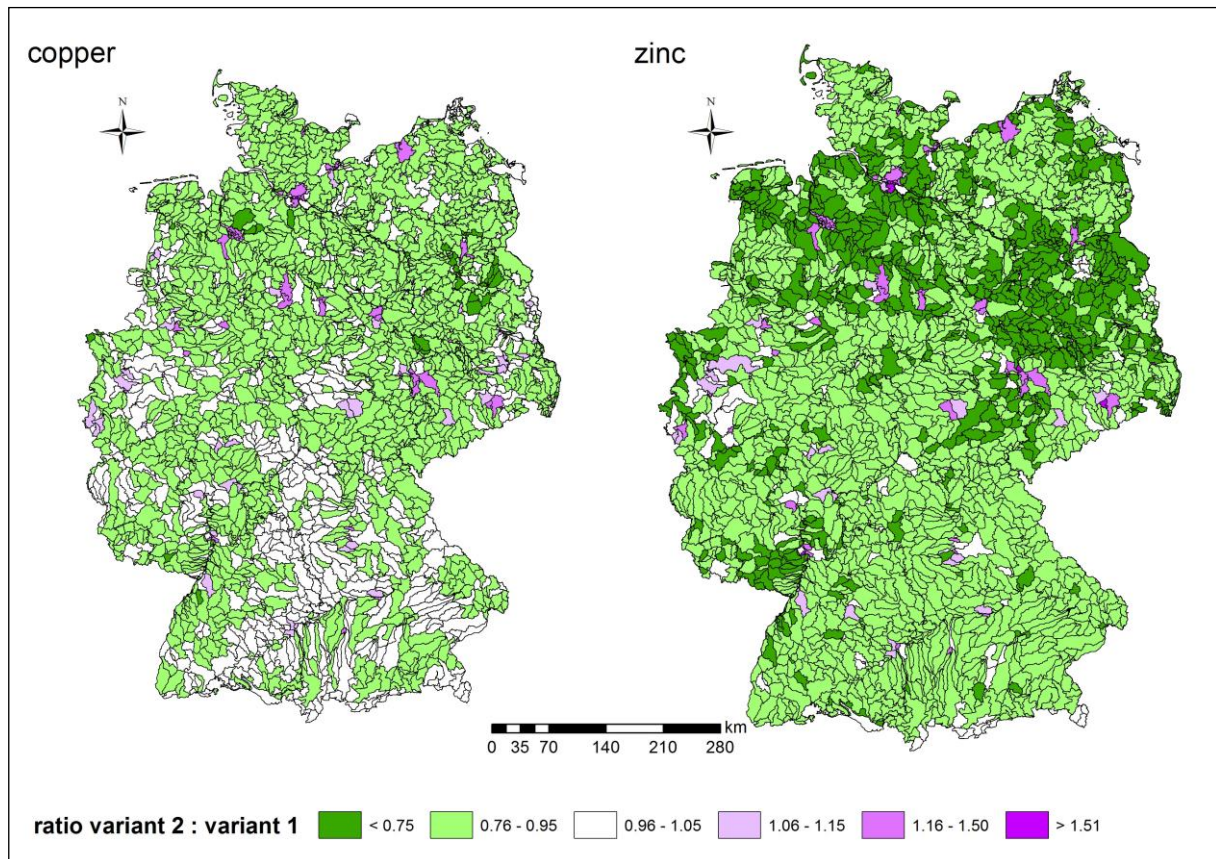 copper
zinc
N
N
km
0 35 70 140 210 280
ratio variant 2 : variant 1
< 0.75
0.76 - 0.95
0.96 - 1.05
1.06 - 1.15
1.16 - 1.50
> 1.51